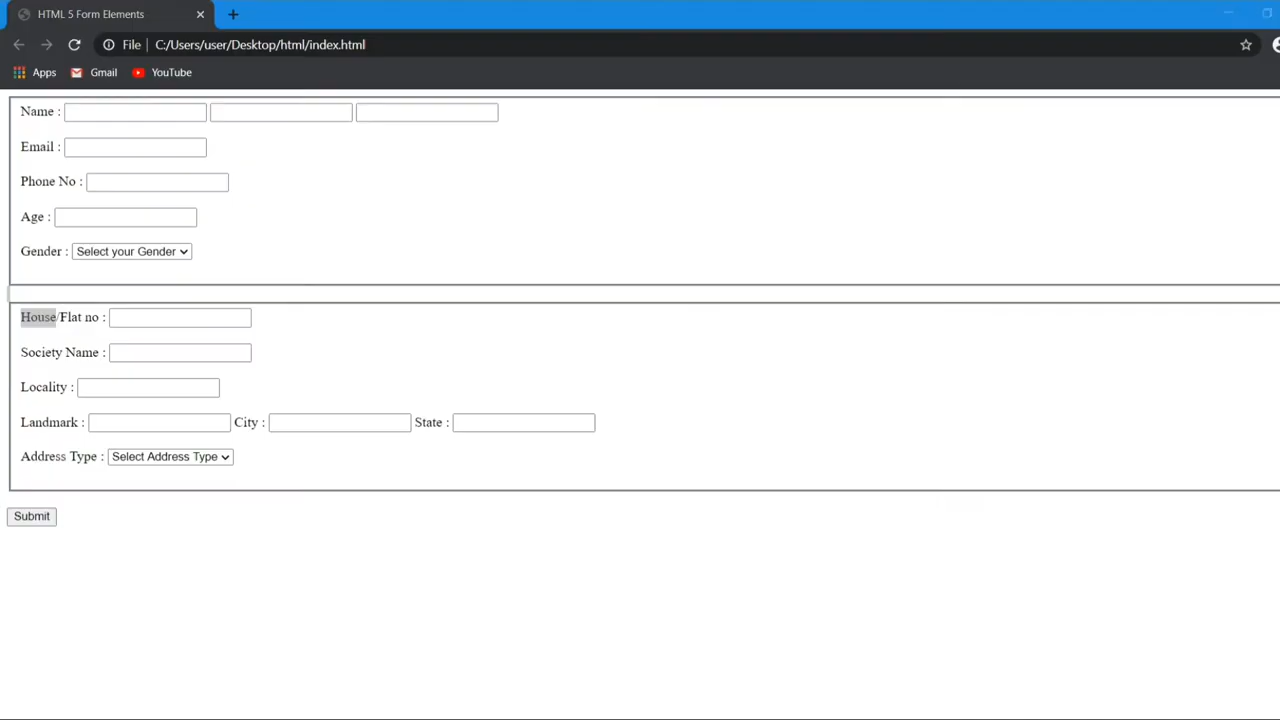 HTML 5 Form Elements
File C:/Users/user/Desktop/html/index.html
Apps Gmail YouTube
Name :
Email :
Phone No :
Age :
Gender : Select your Gender
House/Flat no :
Society Name :
Locality :
Landmark : City : State :
Address Type : Select Address Type
Submit